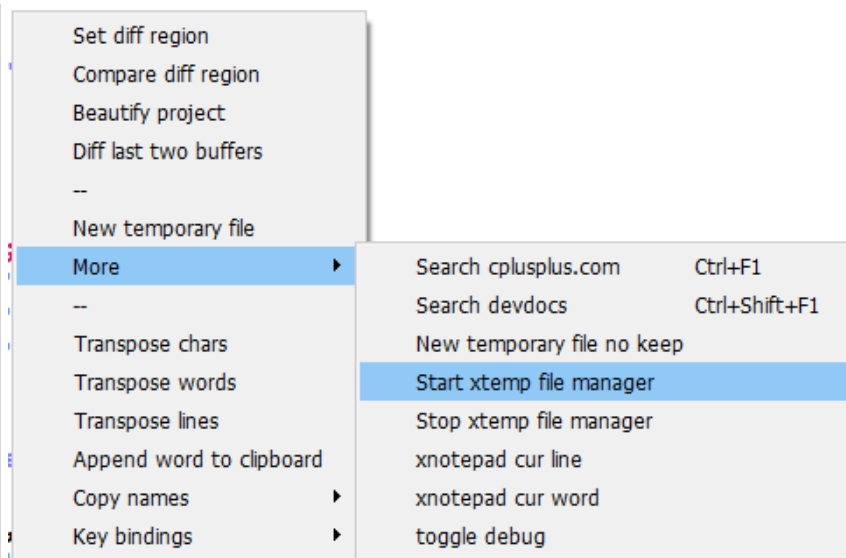 Set diff region
Compare diff region
Beautify project
Diff last two buffers
--
New temporary file
More
--
Transpose chars
Transpose words
Transpose lines
Append word to clipboard
Copy names
Key bindings
Search cplusplus.com Ctrl+F1
Search devdocs Ctrl+Shift+F1
New temporary file no keep
Start xtemp file manager
Stop xtemp file manager
xnotepad cur line
xnotepad cur word
toggle debug